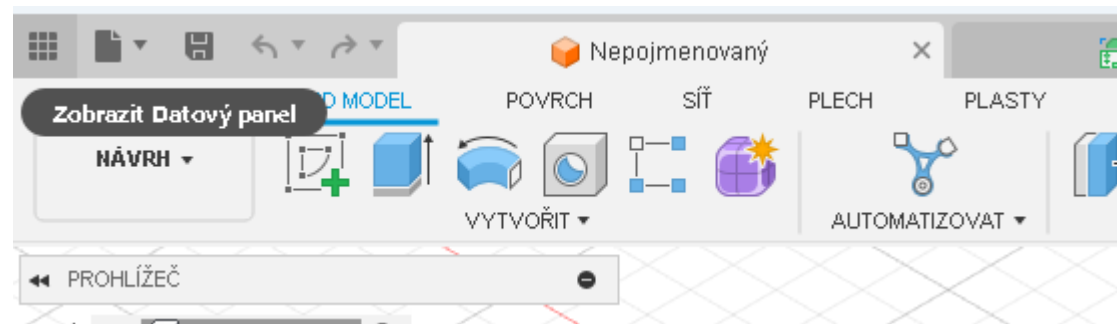 Nepojmenovaný
Zobrazit Datový panel
D MODEL POVRCH SÍŤ PLECH PLASTY
NÁVRH
VYTVOŘIT AUTOMATIZOVAT
PROHLÍŽEČ